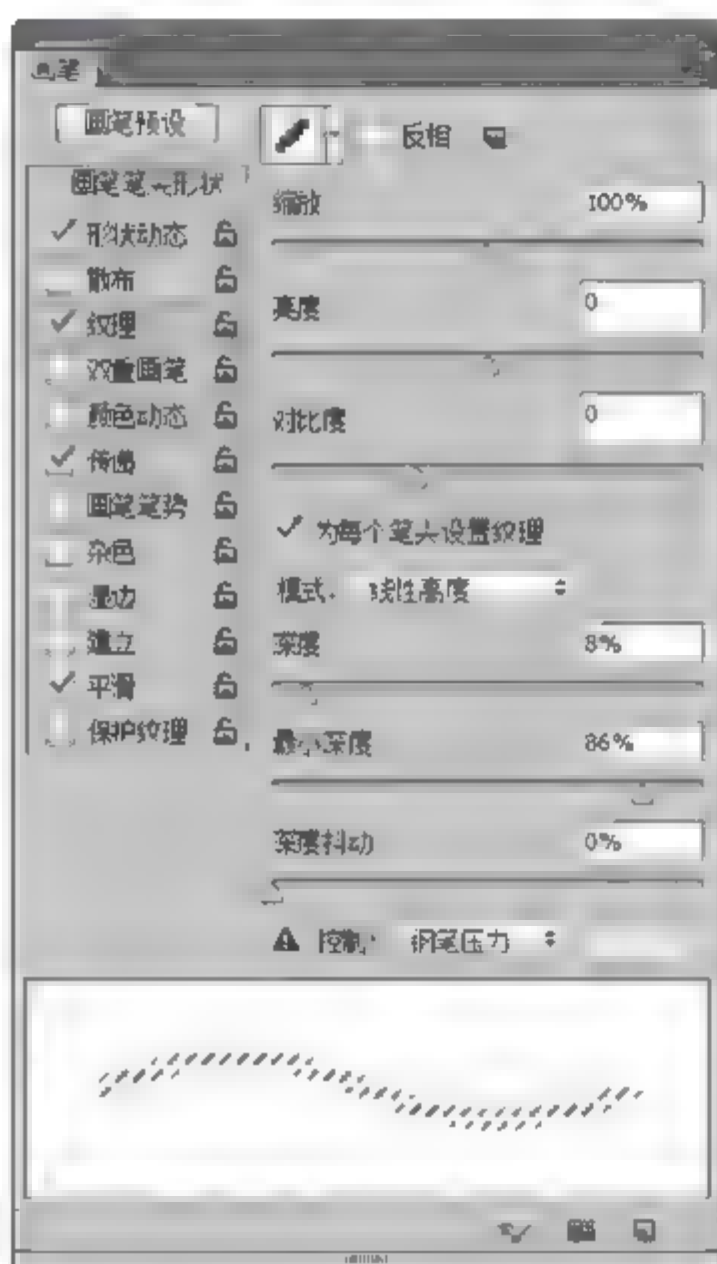 画笔
画笔预设
反相
画笔笔尖形状
形状动态
散布
纹理
双重画笔
颜色动态
传递
画笔笔势
杂色
湿边
建立
平滑
保护纹理
缩放 100%
亮度 0
对比度 0
为每个笔尖设置纹理
模式: 线性高度
深度 8%
最小深度 86%
深度抖动 0%
控制: 钢笔压力